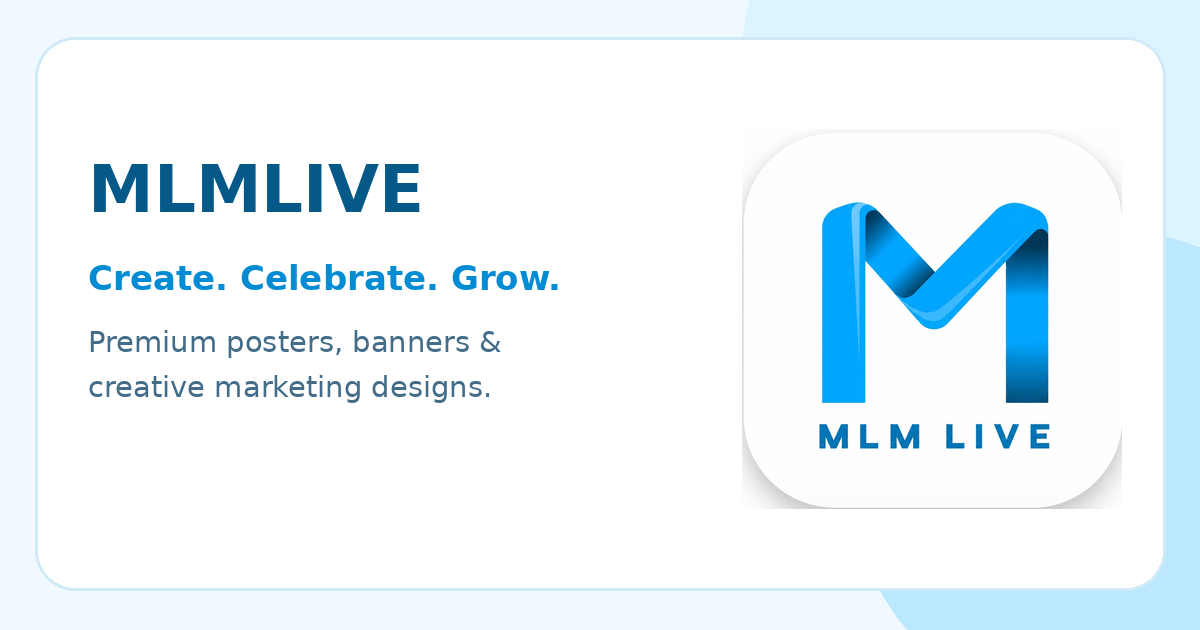 MLMLIVE
Create. Celebrate. Grow.
Premium posters, banners &
creative marketing designs.
MLM LIVE